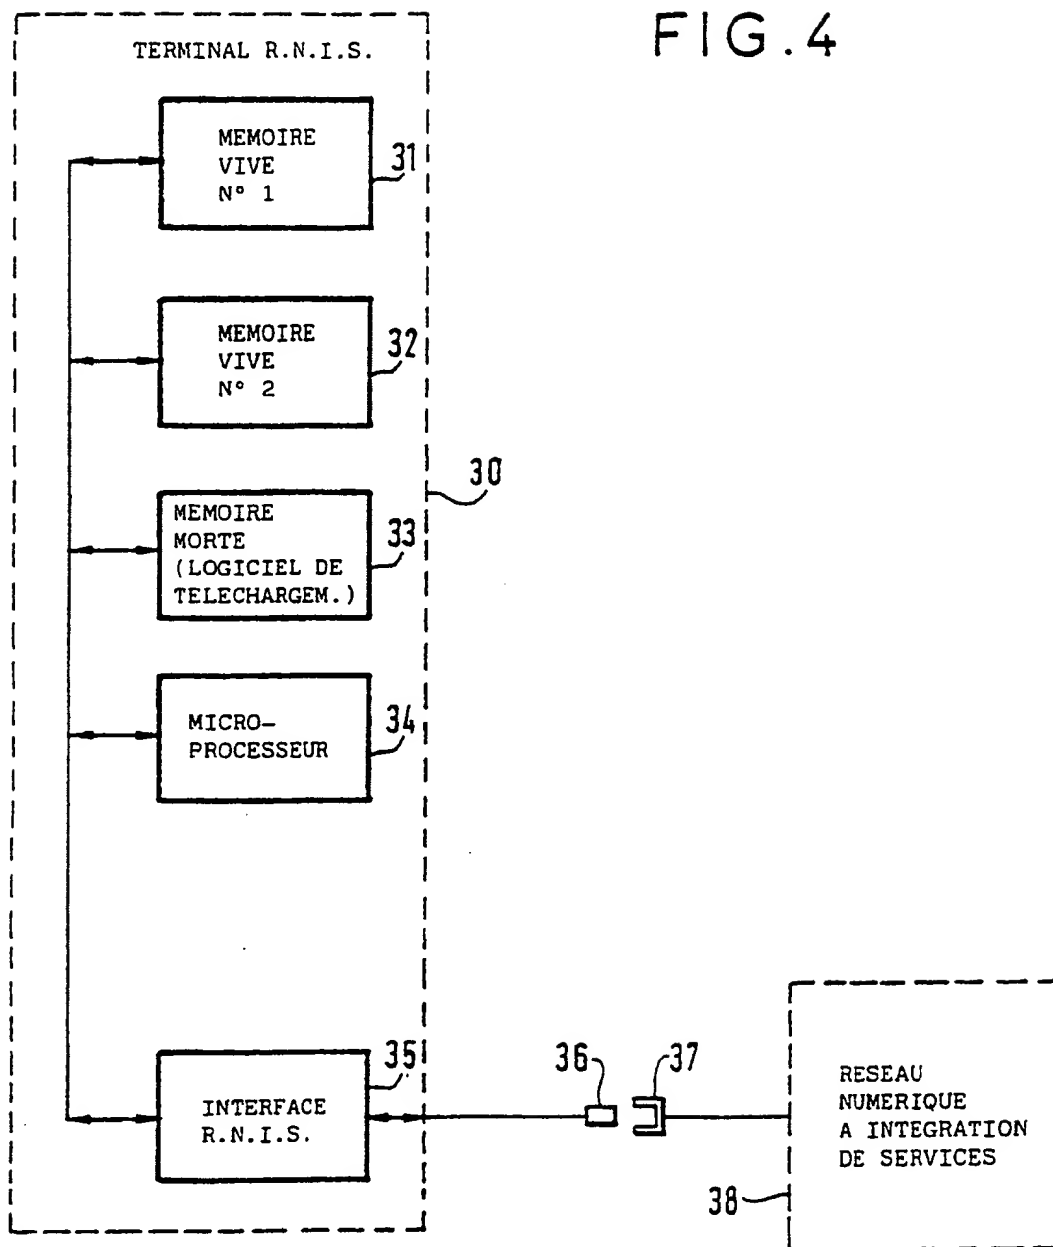 FIG.4
TERMINAL R.N.I.S.
MEMOIRE
VIVE
N° 1
31
MEMOIRE
VIVE
N° 2
32
30
MEMOIRE
MORTE
(LOGICIEL DE
TELECHARGEM.)
33
MICRO-
PROCESSEUR
34
INTERFACE
R.N.I.S.
35
36
37
RESEAU
NUMERIQUE
A INTEGRATION
DE SERVICES
38